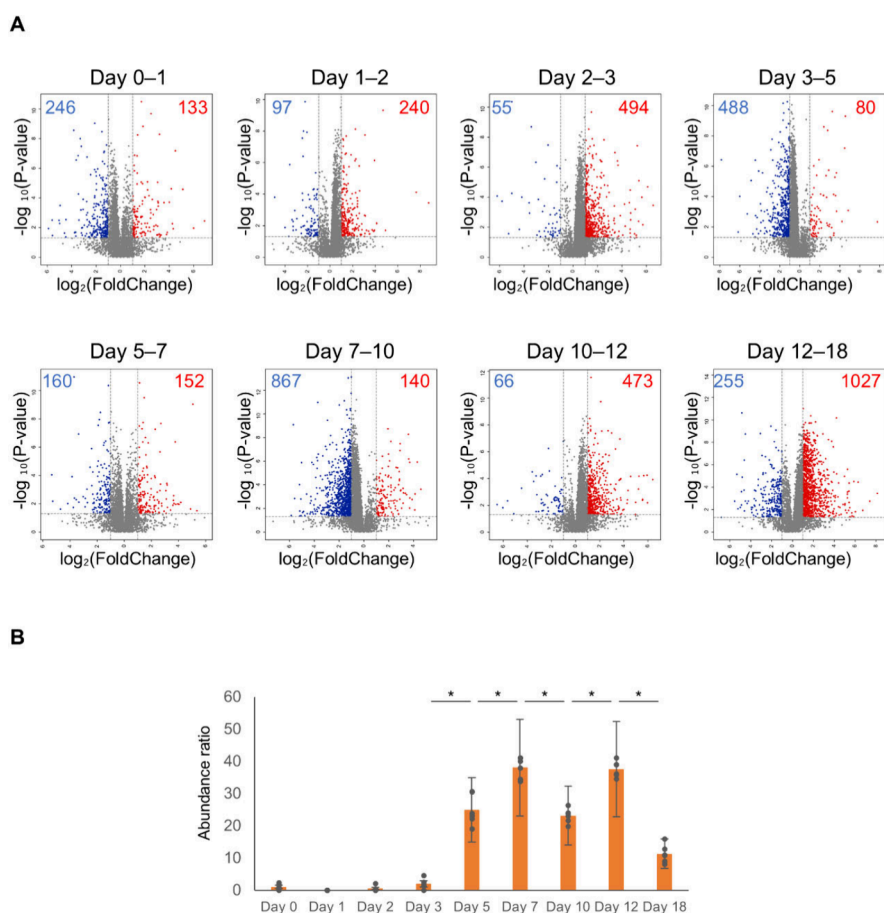 A
Day 0–1
Day 1–2
Day 2–3
Day 3–5
246
133
97
240
55
494
488
80
-log 10(P-value)
-log 10(P-value)
-log 10(P-value)
-log 10(P-value)
log2(FoldChange)
log2(FoldChange)
log2(FoldChange)
log2(FoldChange)
Day 5–7
Day 7–10
Day 10–12
Day 12–18
160
152
867
140
66
473
255
1027
-log 10(P-value)
-log 10(P-value)
-log 10(P-value)
-log 10(P-value)
log2(FoldChange)
log2(FoldChange)
log2(FoldChange)
log2(FoldChange)
B
Abundance ratio
60
50
40
30
20
10
0
* * * * *
Day 0 Day 1 Day 2 Day 3 Day 5 Day 7 Day 10 Day 12 Day 18